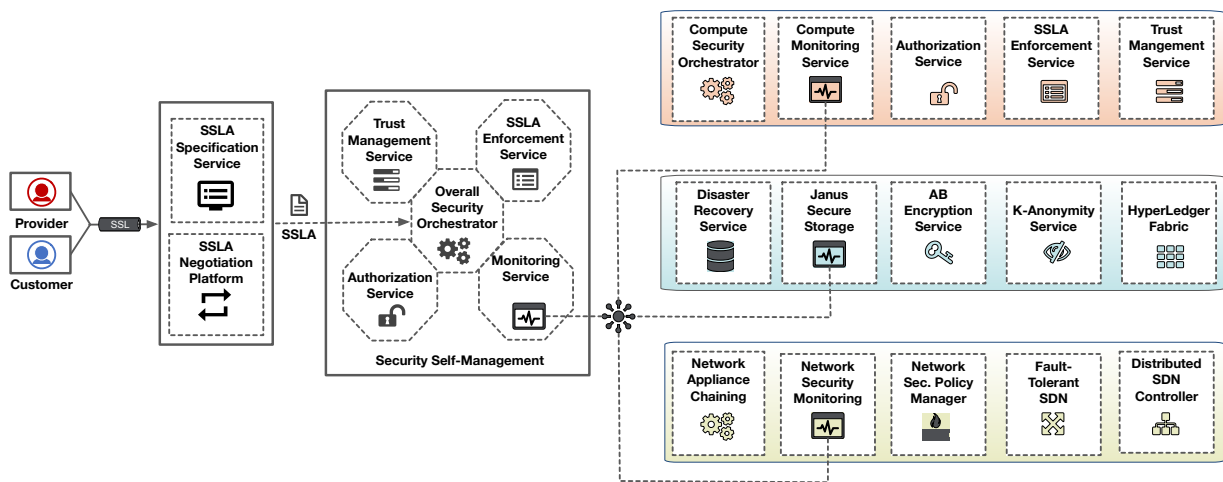 Provider
Customer
SSL
SSLA
Specification
Service
SSLA
Negotiation
Platform
SSLA
Trust
Management
Service
SSLA
Enforcement
Service
Overall
Security
Orchestrator
Authorization
Service
Monitoring
Service
Security Self-Management
Compute
Security
Orchestrator
Compute
Monitoring
Service
Authorization
Service
SSLA
Enforcement
Service
Trust
Mangement
Service
Disaster
Recovery
Service
Janus
Secure
Storage
AB
Encryption
Service
K-Anonymity
Service
HyperLedger
Fabric
Network
Appliance
Chaining
Network
Security
Monitoring
Network
Sec. Policy
Manager
Fault-
Tolerant
SDN
Distributed
SDN
Controller